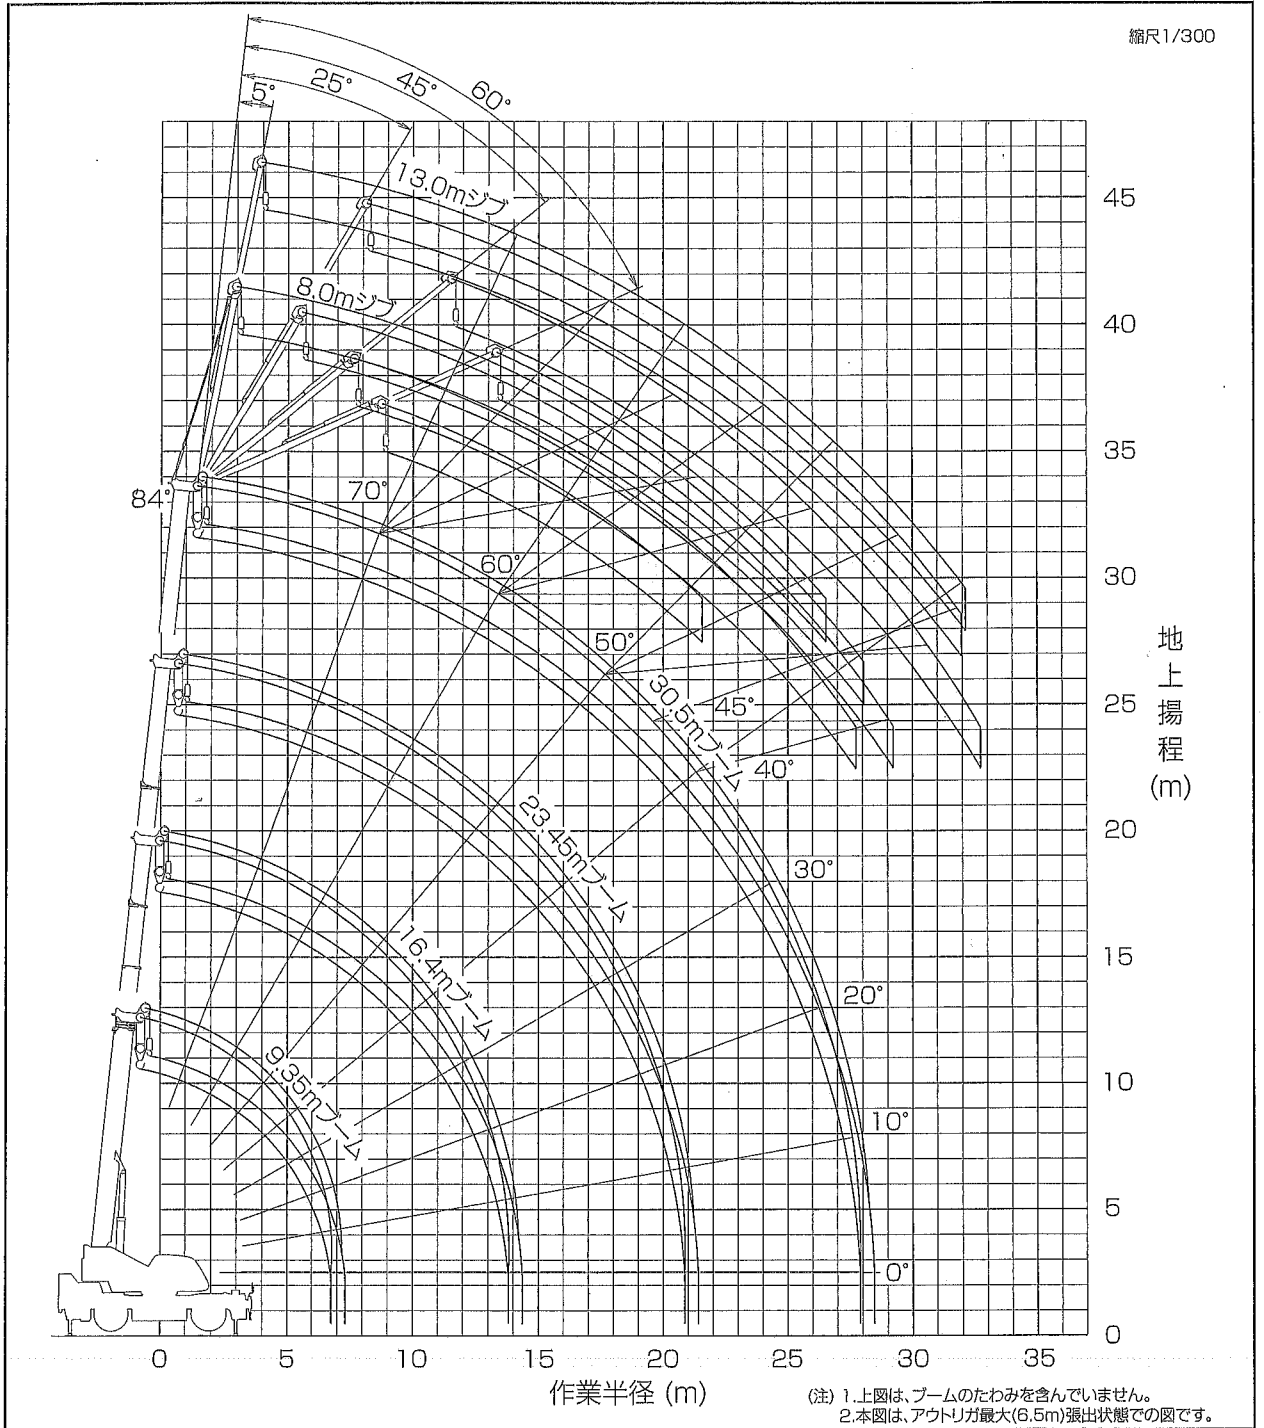 縮尺1/300
60°
45°
25°
5°
13.0mジブ
8.0mジブ
84°
70°
60°
50°
45°
40°
30°
20°
10°
0°
30.5mブーム
23.45mブーム
16.4mブーム
9.35mブーム
45
40
35
30
25
20
15
10
5
0
地上揚程(m)
0 5 10 15 20 25 30 35
作業半径 (m)
(注) 1.上図は、ブームのたわみを含んでいません。
2.本図は、アウトリガ最大(6.5m)張出状態での図です。